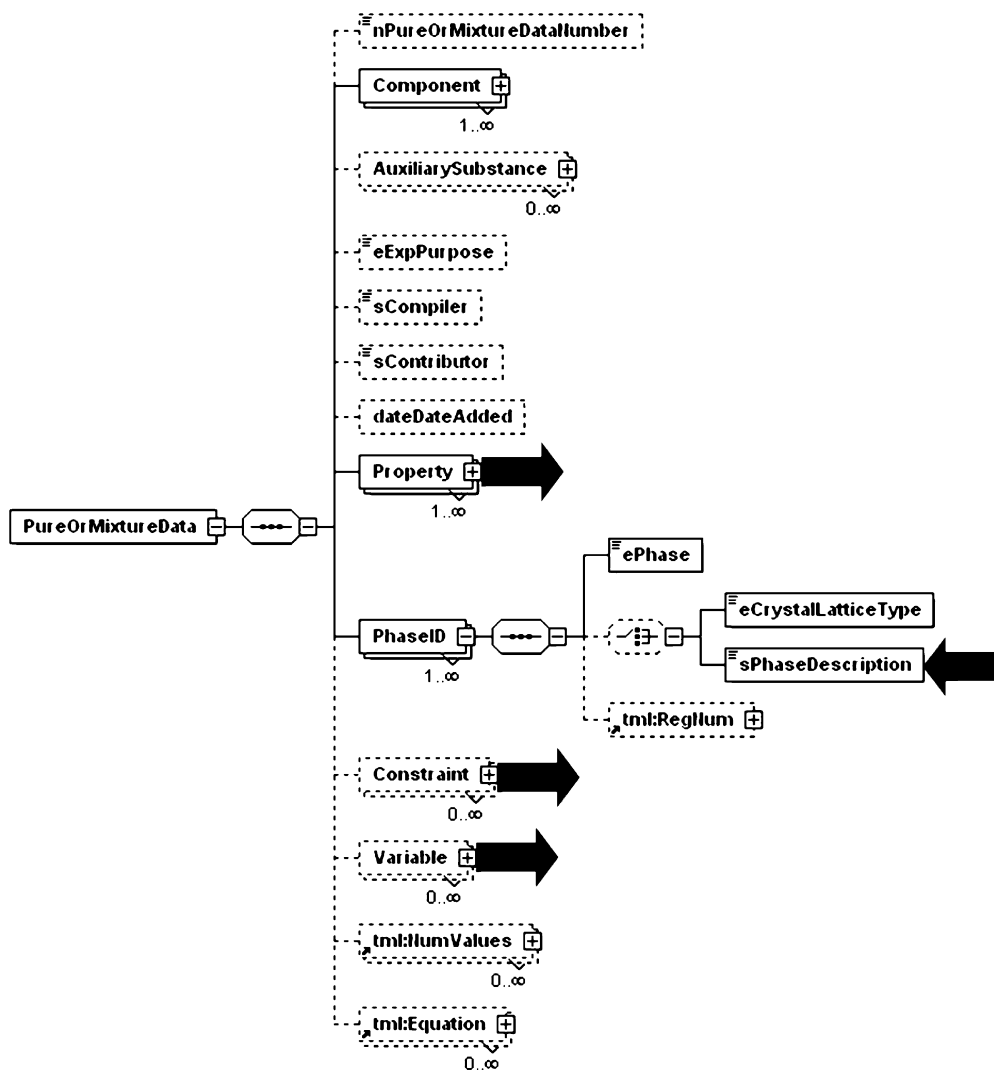 nPureOrMixtureDataNumber
Component
1..∞
AuxiliarySubstance
0..∞
eExpPurpose
sCompiler
sContributor
dateDateAdded
Property
1..∞
PureOrMixtureData
ePhase
PhaseID
1..∞
eCrystalLatticeType
sPhaseDescription
tml:RegNum
Constraint
0..∞
Variable
0..∞
tml:NumValues
0..∞
tml:Equation
0..∞